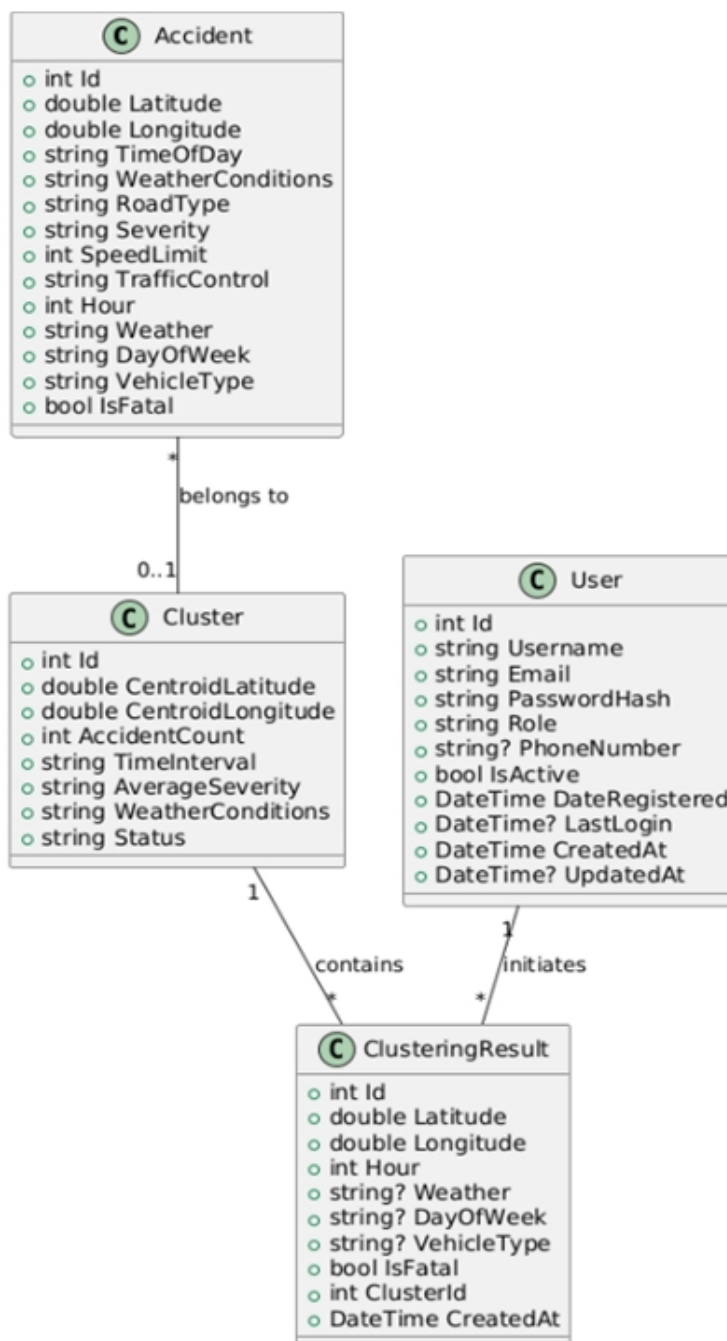 C Accident
int Id
double Latitude
double Longitude
string TimeOfDay
string WeatherConditions
string RoadType
string Severity
int SpeedLimit
string TrafficControl
int Hour
string Weather
string DayOfWeek
string VehicleType
bool IsFatal
*
belongs to
0..1
C Cluster
int Id
double CentroidLatitude
double CentroidLongitude
int AccidentCount
string TimeInterval
string AverageSeverity
string WeatherConditions
string Status
C User
int Id
string Username
string Email
string PasswordHash
string Role
string? PhoneNumber
bool IsActive
DateTime DateRegistered
DateTime? LastLogin
DateTime CreatedAt
DateTime? UpdatedAt
1
contains
*
1
initiates
*
C ClusteringResult
int Id
double Latitude
double Longitude
int Hour
string? Weather
string? DayOfWeek
string? VehicleType
bool IsFatal
int ClusterId
DateTime CreatedAt